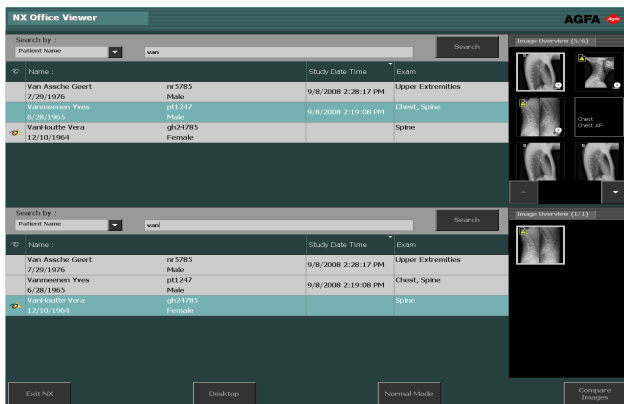 NX Office Viewer
AGFA
Search by :
Patient Name
van
Search
Name :
Study Date Time
Exam
Van Assche Geert
nr5785
9/8/2008 2:28:17 PM
Upper Extremities
7/29/1976
Male
Vanmeenen Yves
pt1247
9/8/2008 2:19:08 PM
Chest, Spine
6/28/1965
Male
VanHoutte Vera
gh24785
Spine
12/10/1964
Female
Image Overview (5/6)
Chest
Chest AP
Search by :
Patient Name
van
Search
Name :
Study Date Time
Exam
Van Assche Geert
nr5785
9/8/2008 2:28:17 PM
Upper Extremities
7/29/1976
Male
Vanmeenen Yves
pt1247
9/8/2008 2:19:08 PM
Chest, Spine
6/28/1965
Male
VanHoutte Vera
gh24785
Spine
12/10/1964
Female
Image Overview (1/1)
Exit NX
Desktop
Normal Mode
Compare
Images